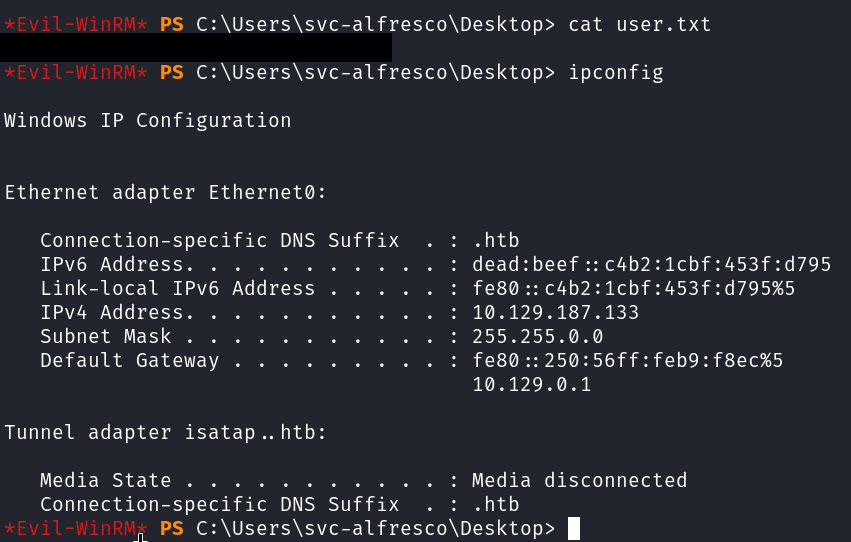 *Evil-WinRM* PS C:\Users\svc-alfresco\Desktop> cat user.txt
*Evil-WinRM* PS C:\Users\svc-alfresco\Desktop> ipconfig
Windows IP Configuration
Ethernet adapter Ethernet0:
Connection-specific DNS Suffix  . : .htb
IPv6 Address. . . . . . . . . . . : dead:beef::c4b2:1cbf:453f:d795
Link-local IPv6 Address . . . . . : fe80::c4b2:1cbf:453f:d795%5
IPv4 Address. . . . . . . . . . . : 10.129.187.133
Subnet Mask . . . . . . . . . . . : 255.255.0.0
Default Gateway . . . . . . . . . : fe80::250:56ff:feb9:f8ec%5
10.129.0.1
Tunnel adapter isatap..htb:
Media State . . . . . . . . . . . : Media disconnected
Connection-specific DNS Suffix  . : .htb
*Evil-WinRM* PS C:\Users\svc-alfresco\Desktop>